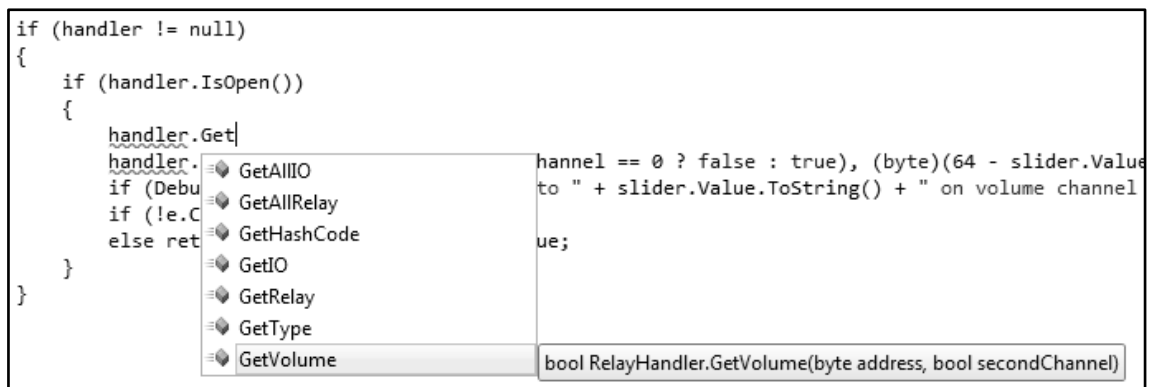 if (handler != null)
{
    if (handler.IsOpen())
    {
        handler.Get
        handler. hannel == 0 ? false : true), (byte)(64 - slider.Value
        if (Debu to " + slider.Value.ToString() + " on volume channel
        if (!e.C
        else ret ue;
    }
}
GetAllIO
GetAllRelay
GetHashCode
GetIO
GetRelay
GetType
GetVolume
bool RelayHandler.GetVolume(byte address, bool secondChannel)